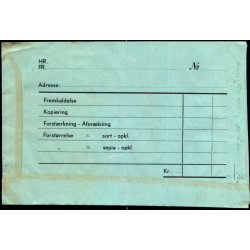 HR.
FR. №
Adresse:
Fremkaldelse
Kopiering
Forstærkning - Afsvækning
Forstørrelse × sort - opkl.
„ × sepia - opkl.
Kr.....